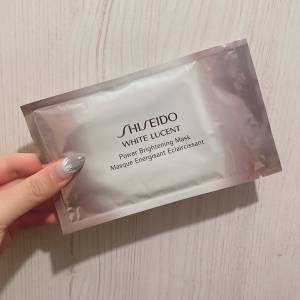 SHISEIDO
WHITE LUCENT
Power Brightening Mask
Masque Energisant Eclaircissant